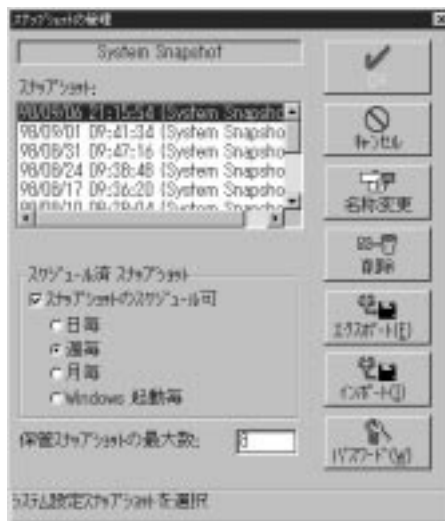 スナップショットの管理
System Snapshot
スナップショット:
98/09/06 21:15:54 (System Snapsho
98/09/01 09:41:34 (System Snapsho
98/08/31 09:47:16 (System Snapsho
98/08/24 09:38:48 (System Snapsho
98/08/17 09:36:20 (System Snapsho
98/08/10 (System Snapsho
スケジュール済 スナップショット
スナップショットのスケジュール可
日毎
週毎
月毎
Windows 起動毎
保管スナップショットの最大数:
OK
キャンセル
名称変更
削除
エクスポート(E)
インポート(I)
パスワード(W)
システム設定スナップショットを選択